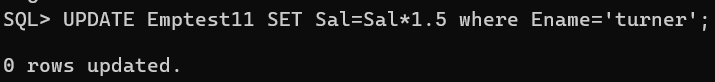 SQL> UPDATE Emptest11 SET Sal=Sal*1.5 where Ename='turner';
0 rows updated.